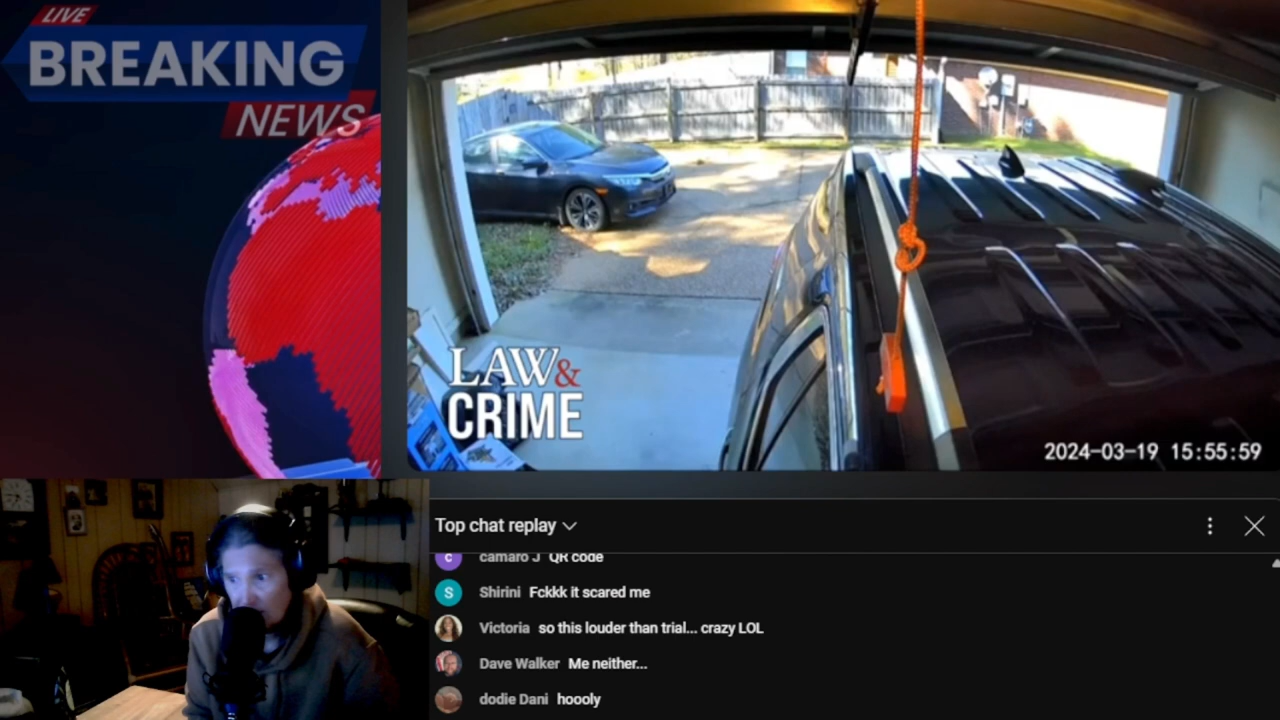 LIVE
BREAKING
NEWS
LAW&
CRIME
2024-03-19 15:55:59
Top chat replay
C camaro J QR code
S Shirini Fckkk it scared me
Victoria so this louder than trial... crazy LOL
Dave Walker Me neither...
dodie Dani hoooly